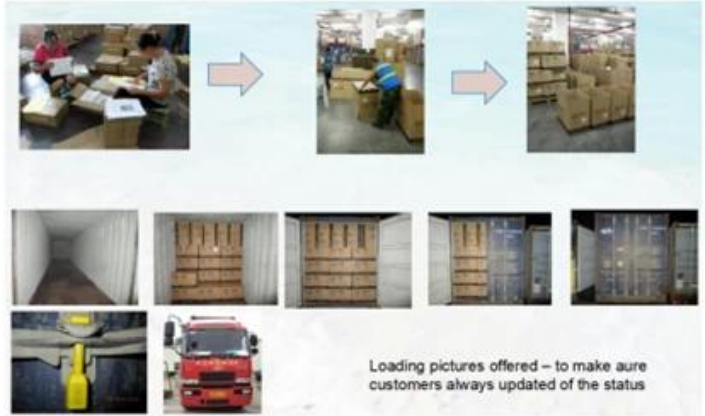 Loading pictures offered – to make aure
customers always updated of the status